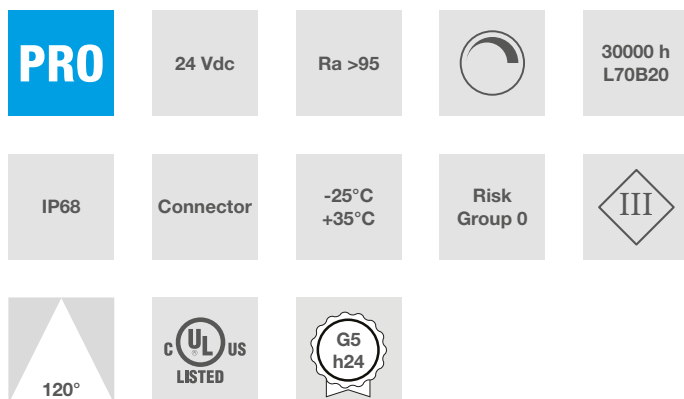 PRO
24 Vdc
Ra >95
30000 h
L70B20
IP68
Connector
-25°C
+35°C
Risk
Group 0
III
120°
C UL US
®
LISTED
G5
h24